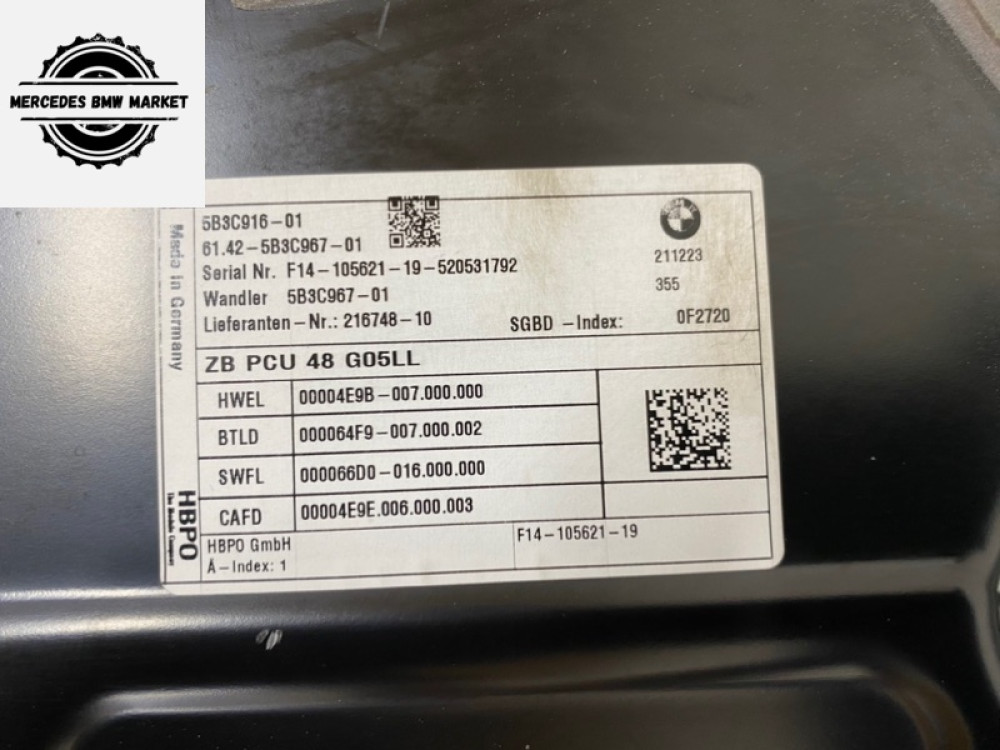 MERCEDES BMW MARKET
Made in Germany
5B3C916-01
61.42-5B3C967-01
Serial Nr. F14-105621-19-520531792
Wandler 5B3C967-01
Lieferanten-Nr.: 216748-10
211223
355
SGBD -Index: 0F2720
ZB PCU 48 G05LL
HWEL 00004E9B-007.000.000
BTLD 000064F9-007.000.002
SWFL 000066D0-016.000.000
CAFD 00004E9E.006.000.003
HBPO
The Module Company
HBPO GmbH
Ä-Index: 1
F14-105621-19